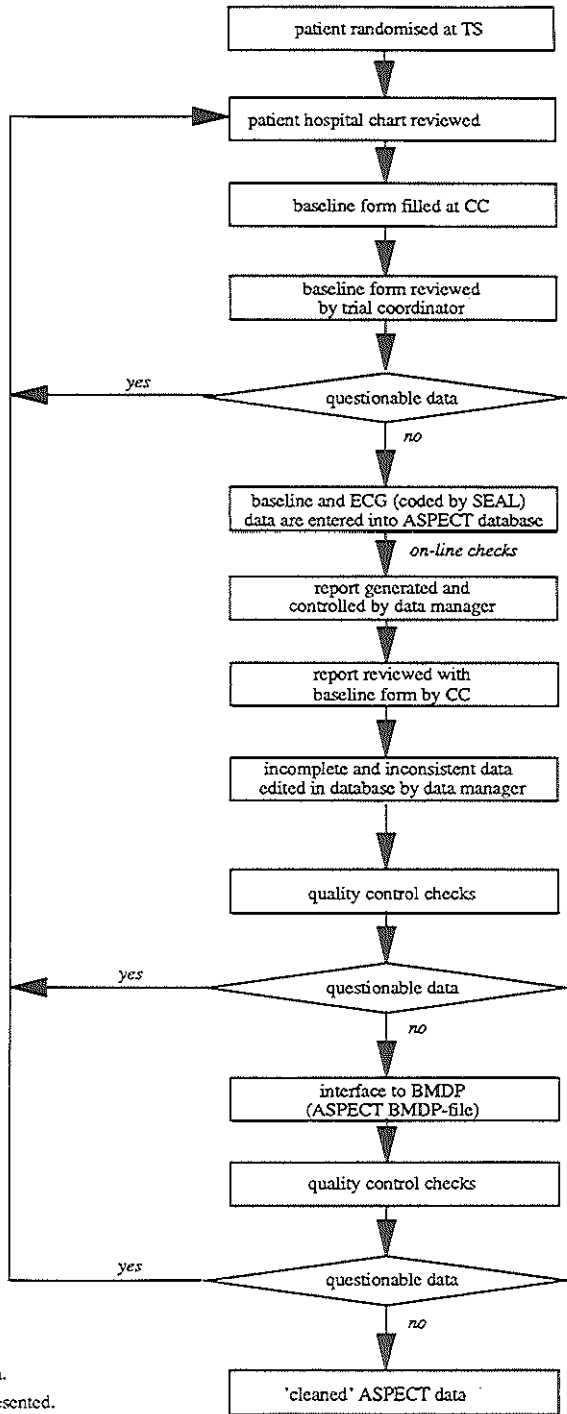 patient randomised at TS
patient hospital chart reviewed
baseline form filled at CC
baseline form reviewed
by trial coordinator
yes
questionable data
no
baseline and ECG (coded by SEAL)
data are entered into ASPECT database
on-line checks
report generated and
controlled by data manager
report reviewed with
baseline form by CC
incomplete and inconsistent data
edited in database by data manager
quality control checks
yes
questionable data
no
interface to BMDP
(ASPECT BMDP-file)
quality control checks
yes
questionable data
no
'cleaned' ASPECT data
esented.